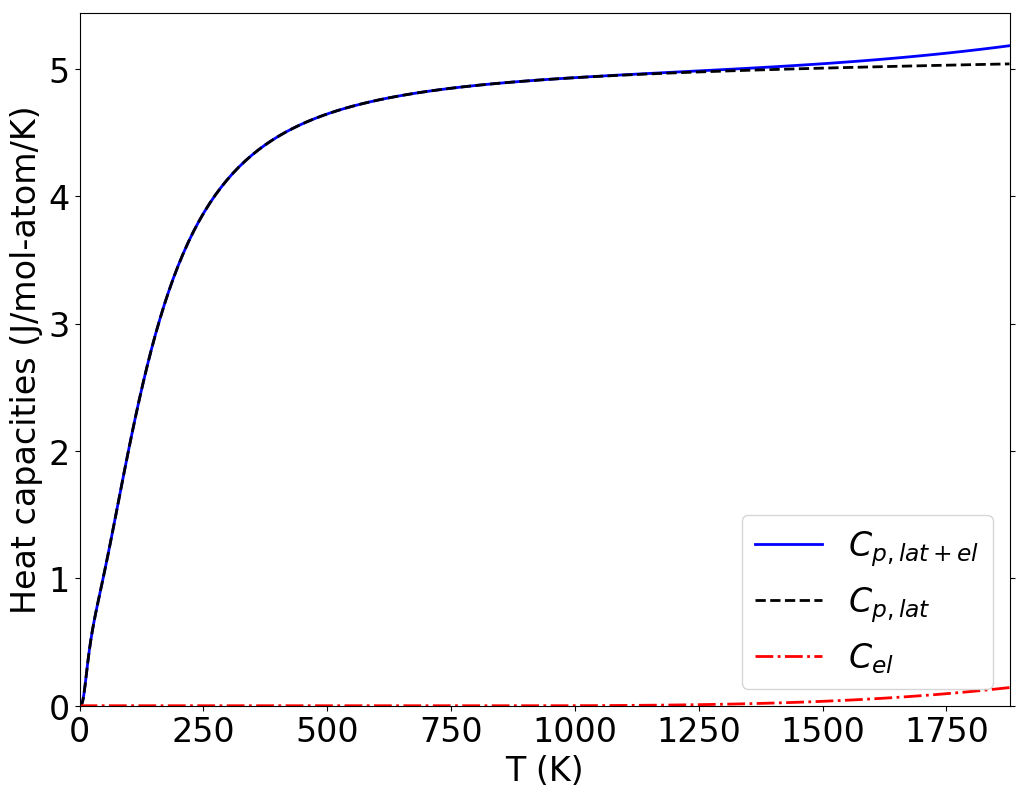 Heat capacities (J/mol-atom/K)
5
4
3
2
1
0
C_{p, lat+el}
C_{p, lat}
C_{el}
0 250 500 750 1000 1250 1500 1750
T (K)